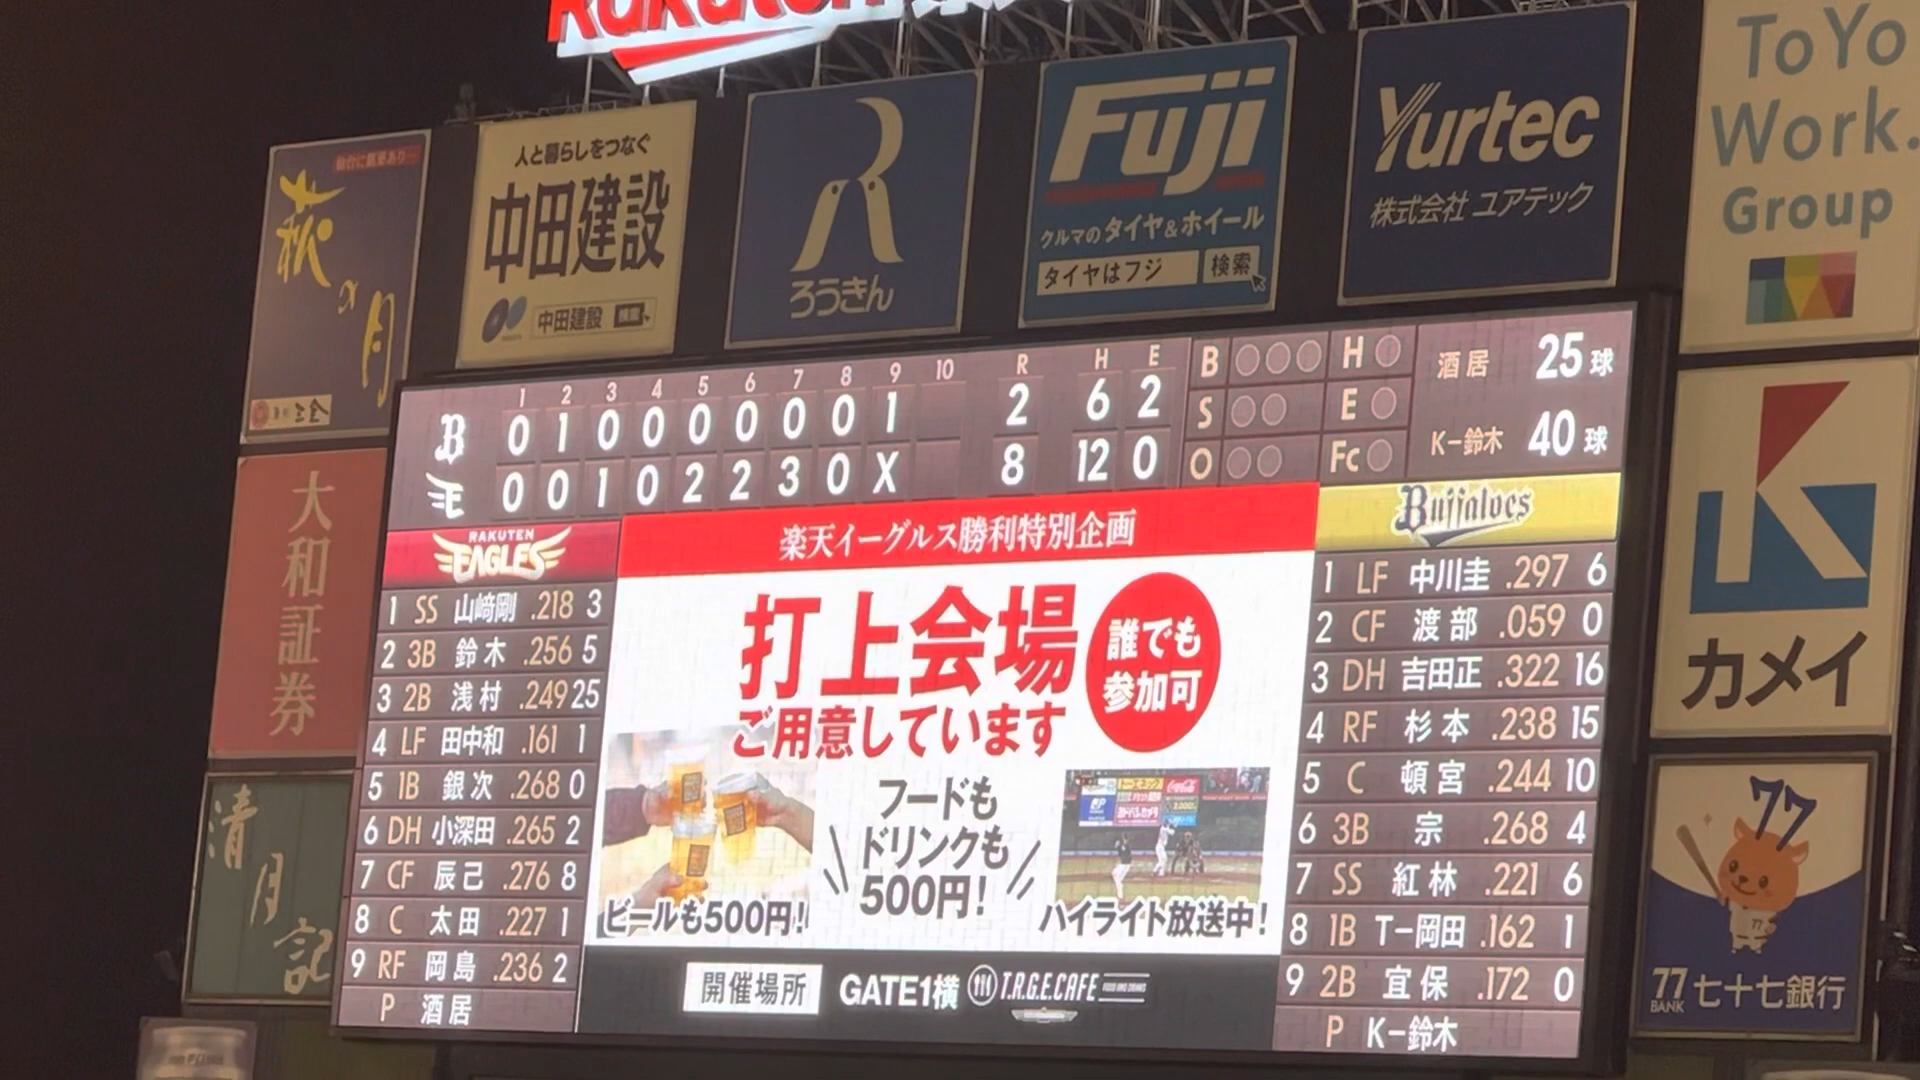 Rakuten
仙台に銘菓あり…
萩の月
三全
人と暮らしをつなぐ
中田建設
中田建設 検索
ろうきん
Fuji
クルマのタイヤ&ホイール
タイヤはフジ 検索
Yurtec
株式会社 ユアテック
ToYo
Work.
Group
大和証券
清月記
カメイ
77
77 BANK 七十七銀行
1 2 3 4 5 6 7 8 9 10 R H E
B 0 1 0 0 0 0 0 0 1 2 6 2
E 0 0 1 0 2 2 3 0 X 8 12 0
B H
S E
O Fc
酒居 25球
K-鈴木 40球
RAKUTEN
EAGLES
1 SS 山﨑剛 .218 3
2 3B 鈴木 .256 5
3 2B 浅村 .249 25
4 LF 田中和 .161 1
5 1B 銀次 .268 0
6 DH 小深田 .265 2
7 CF 辰己 .276 8
8 C 太田 .227 1
9 RF 岡島 .236 2
P 酒居
楽天イーグルス勝利特別企画
打上会場
ご用意しています
誰でも
参加可
フードも
ドリンクも
500円!
ビールも500円!
ハイライト放送中!
開催場所 GATE1横 T.R.G.E.CAFE
Buffaloes
1 LF 中川圭 .297 6
2 CF 渡部 .059 0
3 DH 吉田正 .322 16
4 RF 杉本 .238 15
5 C 頓宮 .244 10
6 3B 宗 .268 4
7 SS 紅林 .221 6
8 1B T-岡田 .162 1
9 2B 宜保 .172 0
P K-鈴木